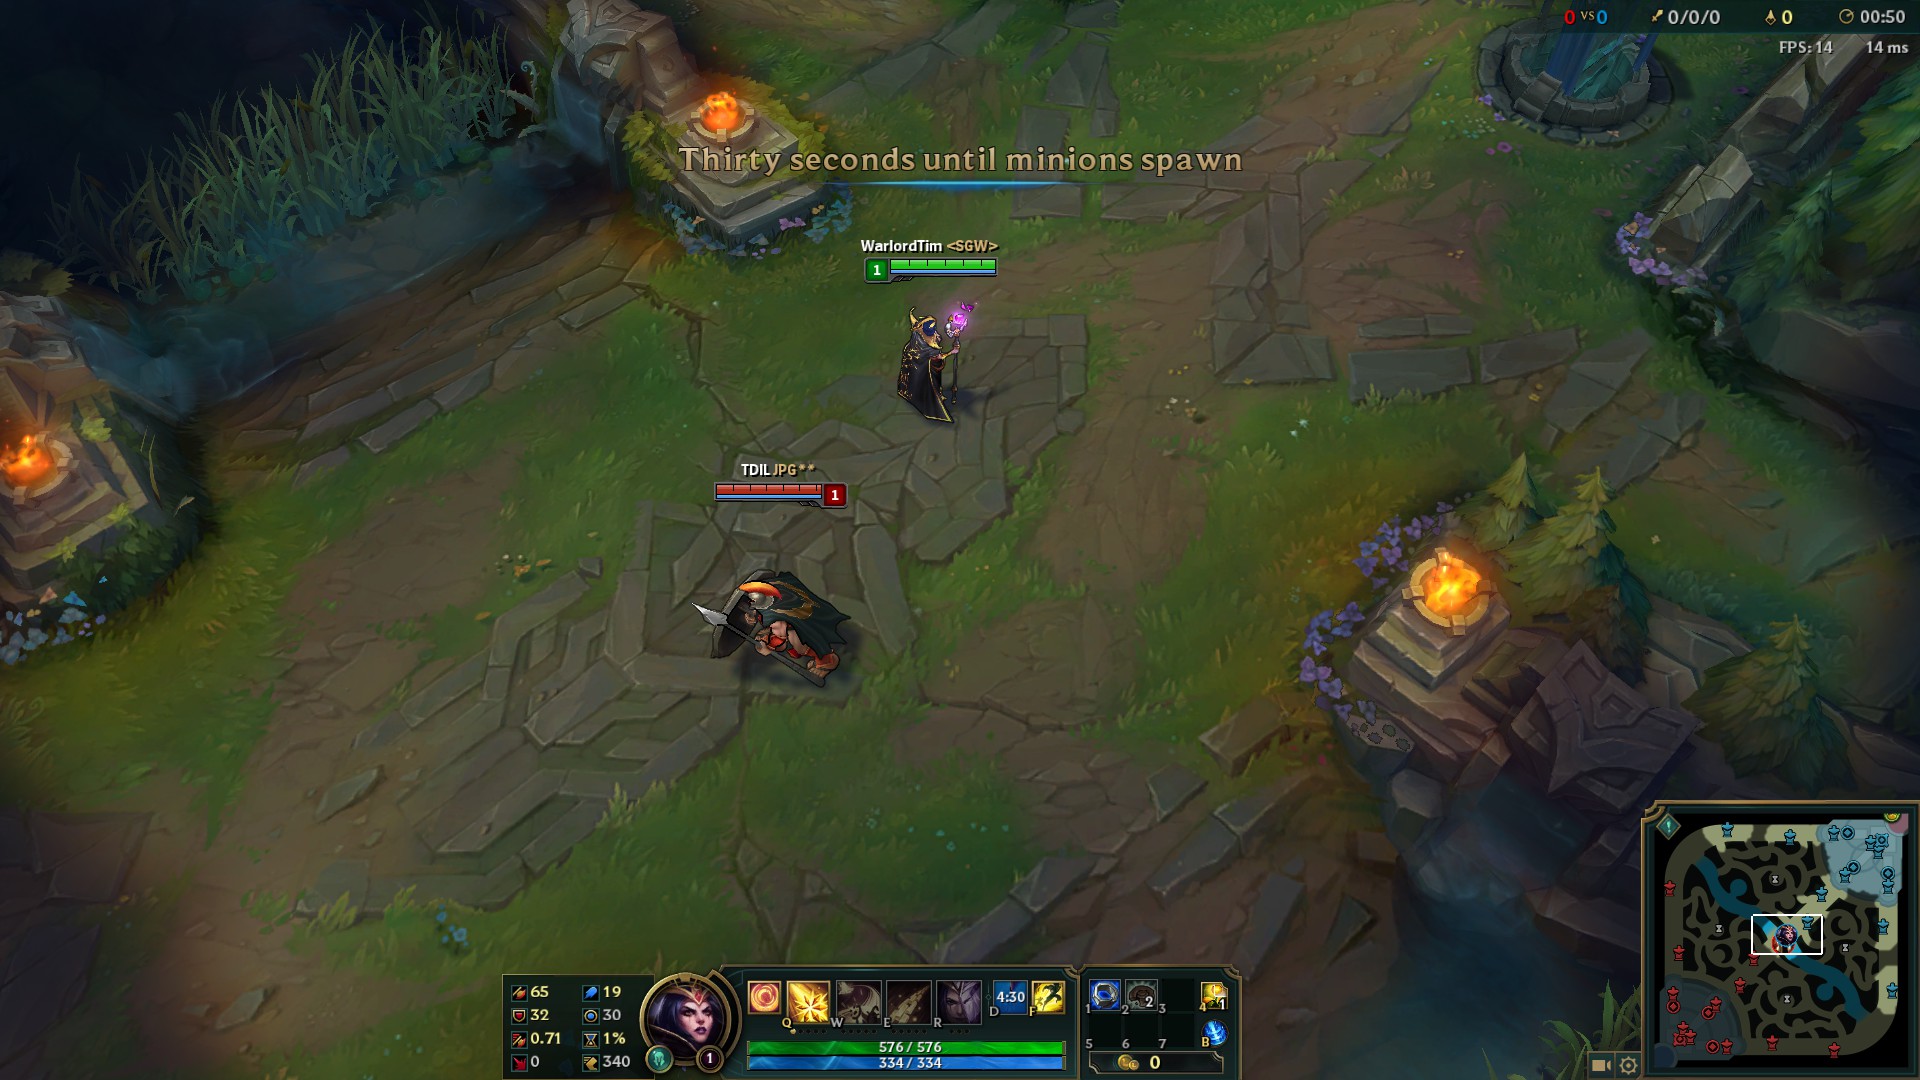 0 VS 0 0/0/0 0 00:50
FPS: 14 14 ms
Thirty seconds until minions spawn
WarlordTim <SGW>
1
TDILJPG**
1
65 19
32 30
0.71 1%
0 340
1
Q W E R 4:30 D F
576 / 576
334 / 334
1 2 2 3 4 1
5 6 7 B
0